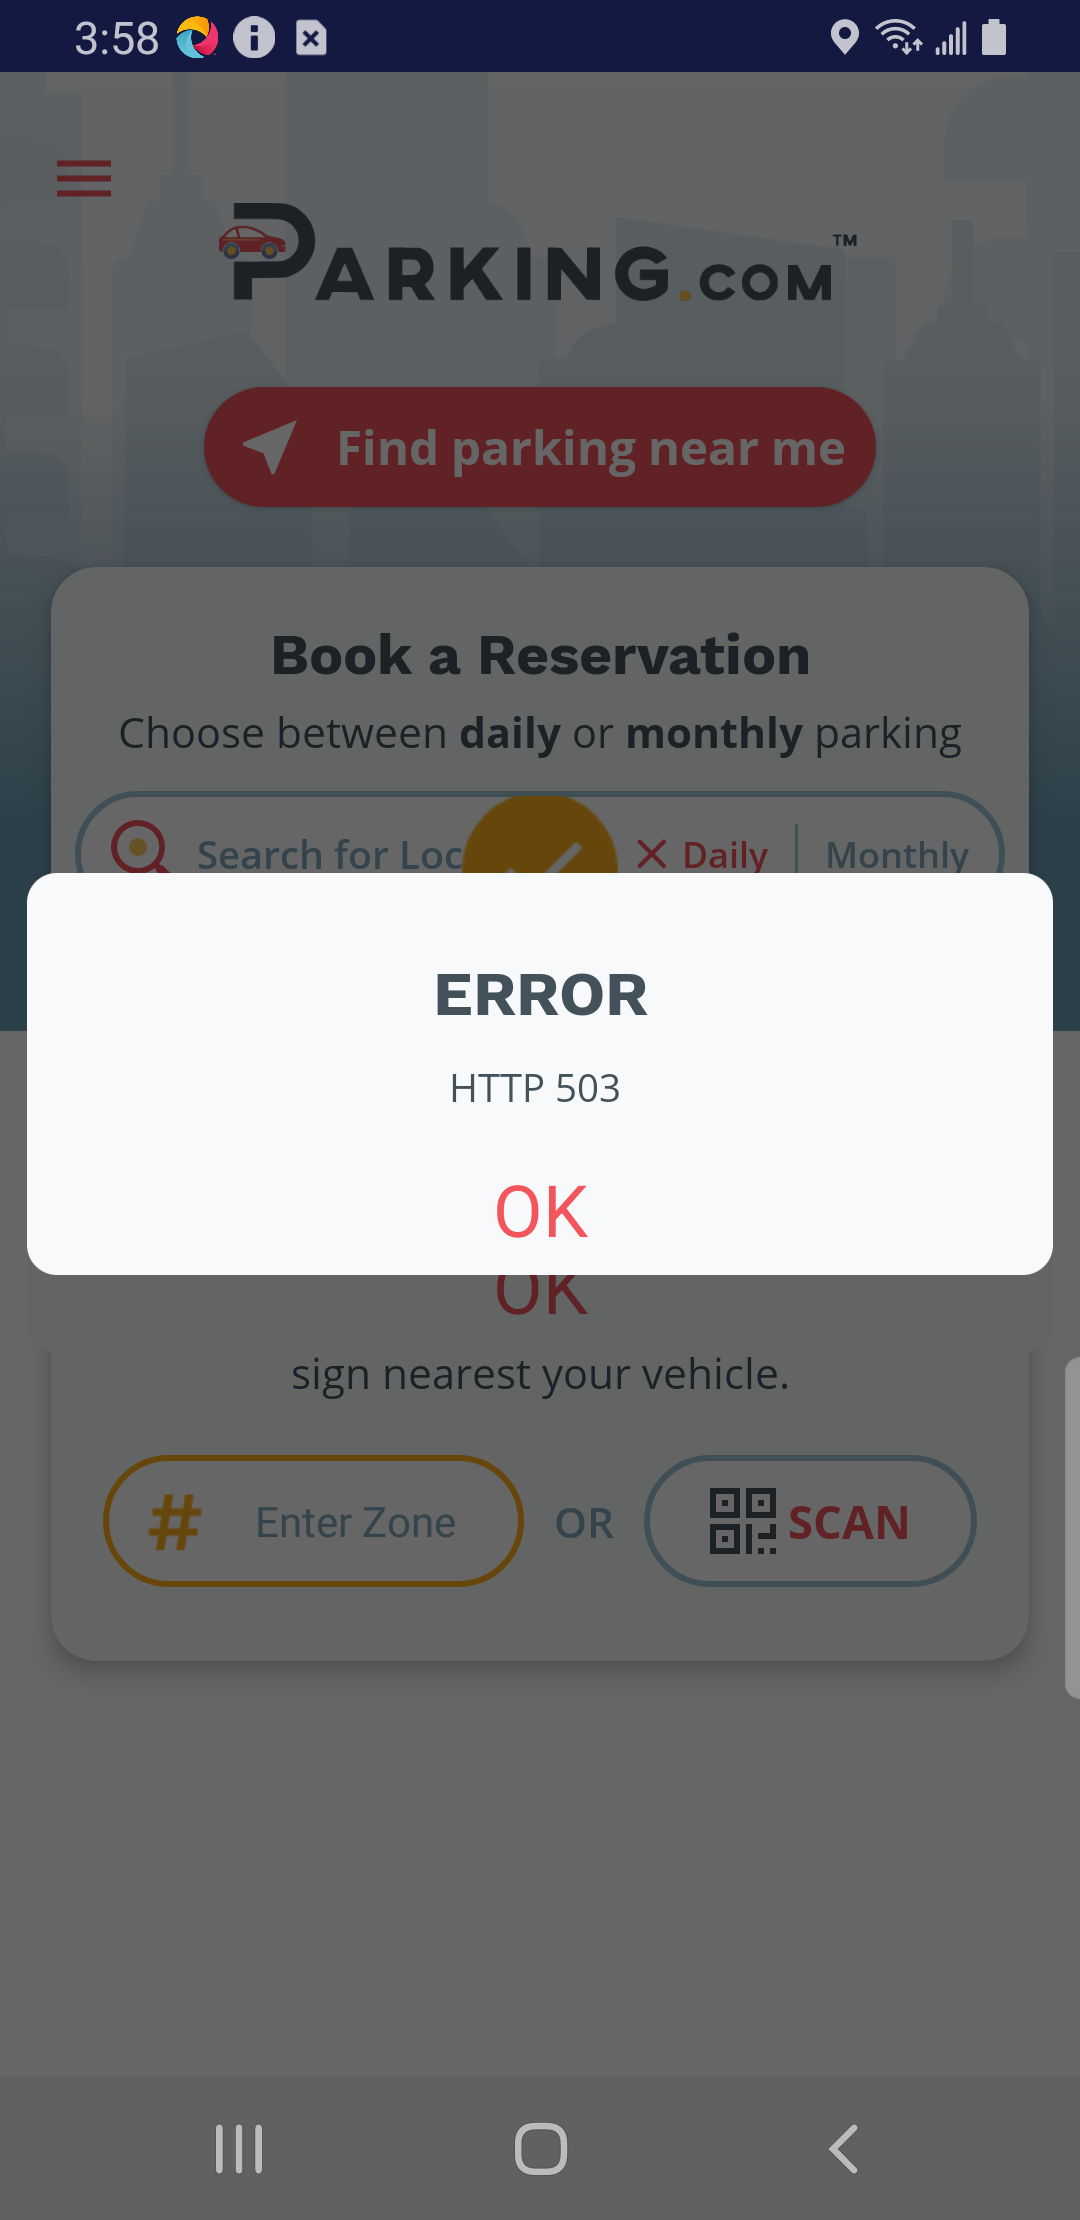 3:58
PARKING.COM™
Find parking near me
Book a Reservation
Choose between daily or monthly parking
Search for Loc
Daily
Monthly
ERROR
HTTP 503
OK
OK
sign nearest your vehicle.
# Enter Zone
OR
SCAN